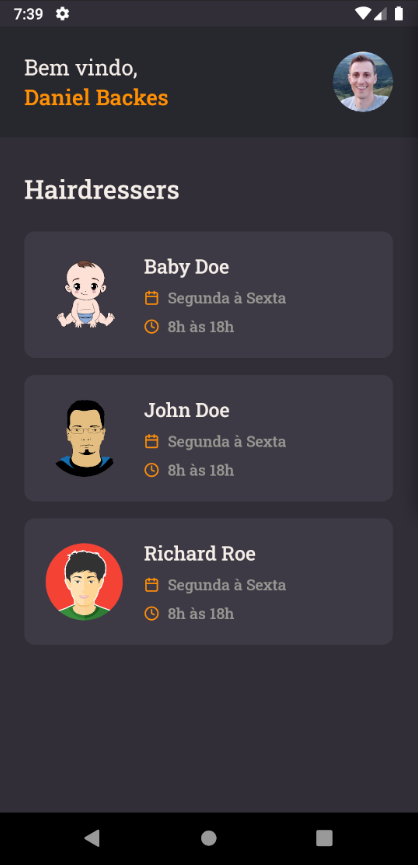 7:39
Bem vindo,
Daniel Backes
Hairdressers
Baby Doe
Segunda à Sexta
8h às 18h
John Doe
Segunda à Sexta
8h às 18h
Richard Roe
Segunda à Sexta
8h às 18h